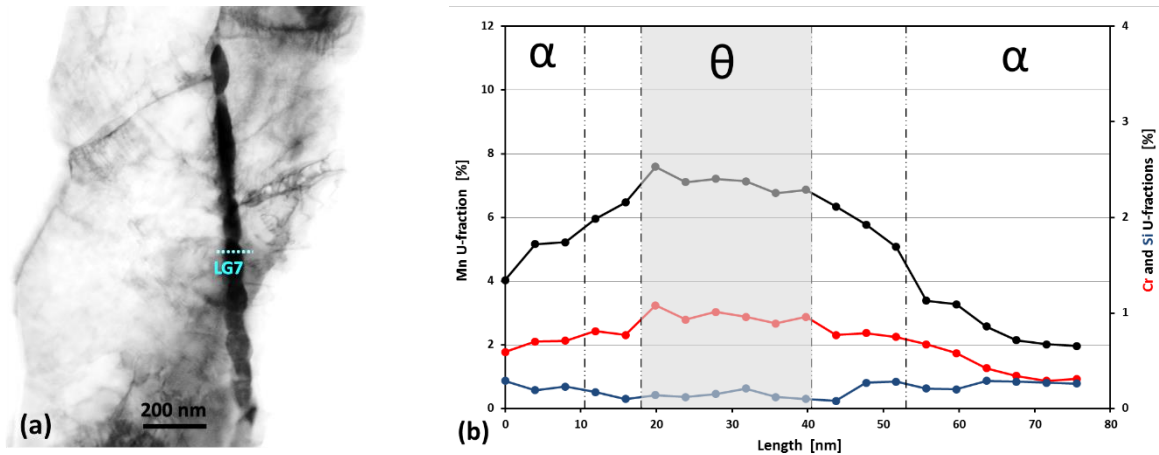 LG7
200 nm
(a)
12
10
8
6
4
2
0
Mn U-fraction [%]
α
θ
α
4
3
2
1
0
Cr and Si U-fractions [%]
0
10
20
30
40
50
60
70
80
Length [nm]
(b)